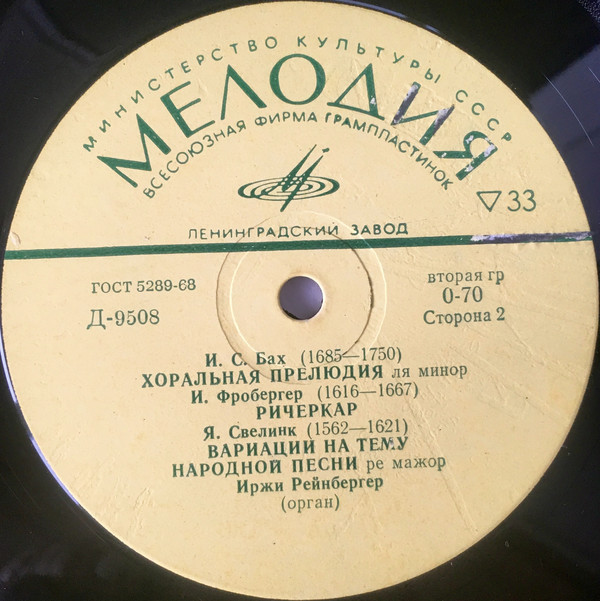 МИНИСТЕРСТВО КУЛЬТУРЫ СССР
МЕЛОДИЯ
ВСЕСОЮЗНАЯ ФИРМА ГРАМПЛАСТИНОК
▽33
ЛЕНИНГРАДСКИЙ ЗАВОД
ГОСТ 5289-68
Д-9508
вторая гр
0-70
Сторона 2
И. С. Бах (1685—1750)
ХОРАЛЬНАЯ ПРЕЛЮДИЯ ля минор
И. Фробергер (1616—1667)
РИЧЕРКАР
Я. Свелинк (1562—1621)
ВАРИАЦИИ НА ТЕМУ
НАРОДНОЙ ПЕСНИ ре мажор
Иржи Рейнбергер
(орган)